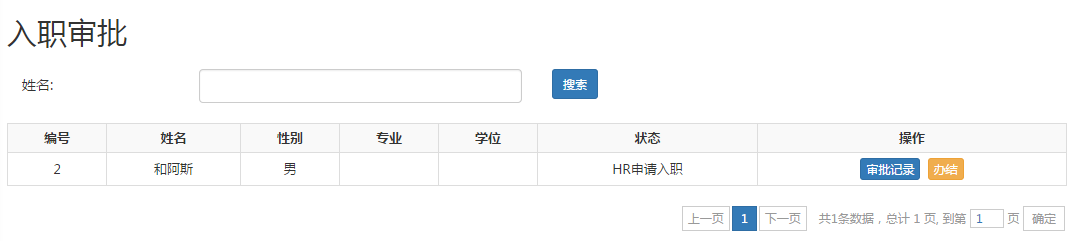 入职审批
姓名: 搜索
编号 姓名 性别 专业 学位 状态 操作
2 和阿斯 男 HR申请入职 审批记录 办结
上一页 1 下一页 共1条数据，总计 1 页, 到第 1 页 确定